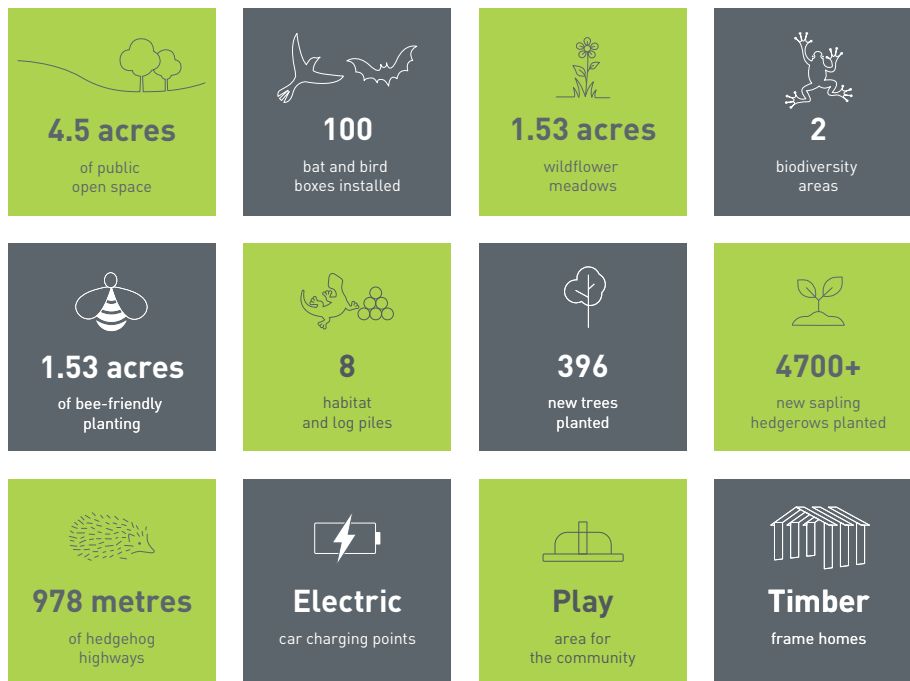 4.5 acres
of public
open space
100
bat and bird
boxes installed
1.53 acres
wildflower
meadows
2
biodiversity
areas
1.53 acres
of bee-friendly
planting
8
habitat
and log piles
396
new trees
planted
4700+
new sapling
hedgerows planted
978 metres
of hedgehog
highways
Electric
car charging points
Play
area for
the community
Timber
frame homes